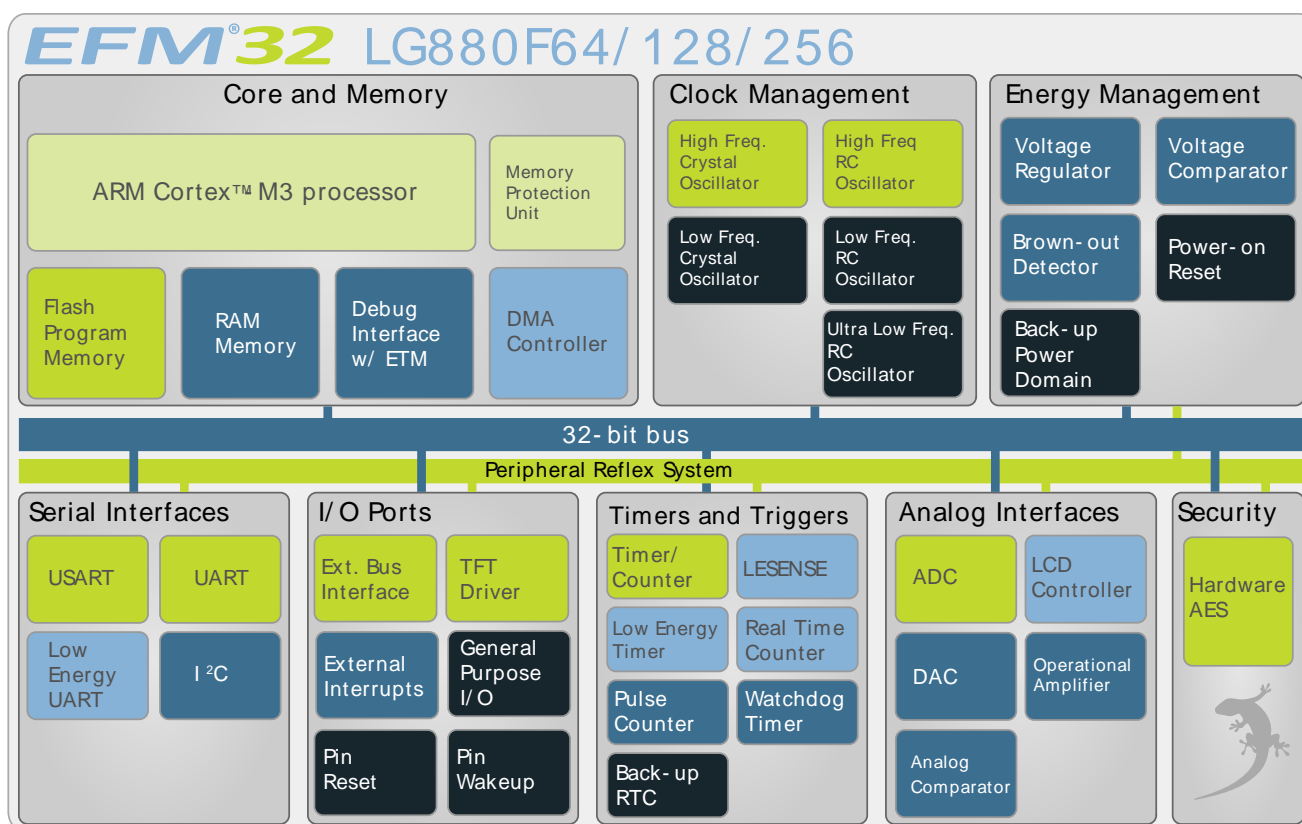 EFM®32 LG880F64/128/256
Core and Memory
ARM Cortex™ M3 processor
Memory
Protection
Unit
Flash
Program
Memory
RAM
Memory
Debug
Interface
w/ ETM
DMA
Controller
Clock Management
High Freq.
Crystal
Oscillator
High Freq
RC
Oscillator
Low Freq.
Crystal
Oscillator
Low Freq.
RC
Oscillator
Ultra Low Freq.
RC
Oscillator
Energy Management
Voltage
Regulator
Voltage
Comparator
Brown-out
Detector
Power-on
Reset
Back-up
Power
Domain
32-bit bus
Peripheral Reflex System
Serial Interfaces
USART
UART
Low
Energy
UART
I²C
I/O Ports
Ext. Bus
Interface
TFT
Driver
External
Interrupts
General
Purpose
I/O
Pin
Reset
Pin
Wakeup
Timers and Triggers
Timer/
Counter
LESENSE
Low Energy
Timer
Real Time
Counter
Pulse
Counter
Watchdog
Timer
Back-up
RTC
Analog Interfaces
ADC
LCD
Controller
DAC
Operational
Amplifier
Analog
Comparator
Security
Hardware
AES